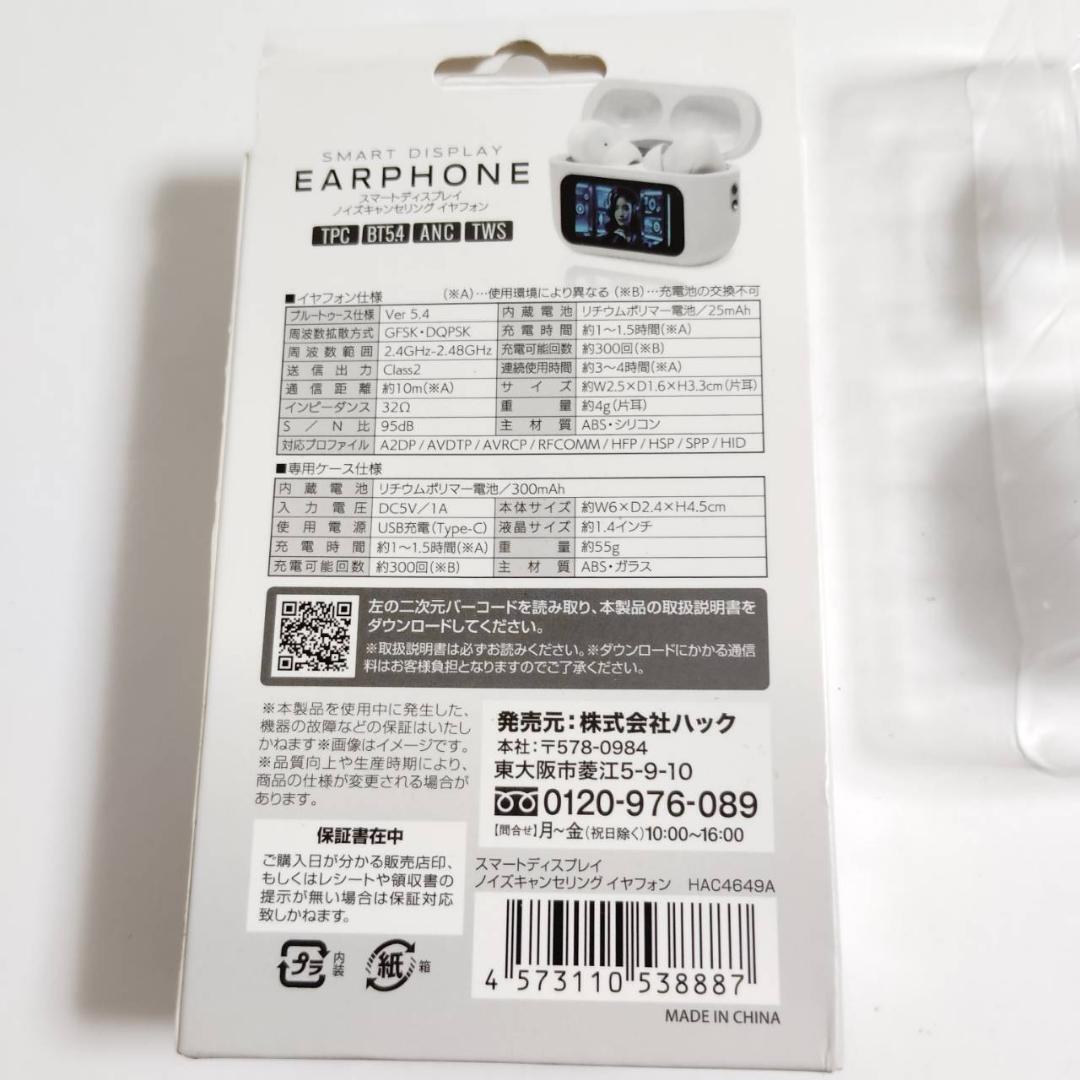 SMART DISPLAY
EARPHONE
スマートディスプレイ
ノイズキャンセリング イヤフォン
TPC BT5.4 ANC TWS
■イヤフォン仕様 (※A)…使用環境により異なる (※B)…充電池の交換不可
ブルートゥース仕様 Ver 5.4 内蔵電池 リチウムポリマー電池/25mAh
周波数拡散方式 GFSK・DQPSK 充電時間 約1〜1.5時間(※A)
周波数範囲 2.4GHz-2.48GHz 充電可能回数 約300回(※B)
送信出力 Class2 連続使用時間 約3〜4時間(※A)
通信距離 約10m(※A) サイズ 約W2.5×D1.6×H3.3cm(片耳)
インピーダンス 32Ω 重量 約4g(片耳)
S/N比 95dB 主材質 ABS・シリコン
対応プロファイル A2DP / AVDTP / AVRCP / RFCOMM / HFP / HSP / SPP / HID
■専用ケース仕様
内蔵電池 リチウムポリマー電池/300mAh
入力電圧 DC5V/1A 本体サイズ 約W6×D2.4×H4.5cm
使用電源 USB充電(Type-C) 液晶サイズ 約1.4インチ
充電時間 約1〜1.5時間(※A) 重量 約55g
充電可能回数 約300回(※B) 主材質 ABS・ガラス
左の二次元バーコードを読み取り、本製品の取扱説明書を
ダウンロードしてください。
※取扱説明書は必ずお読みください。※ダウンロードにかかる通信
料はお客様負担となりますのでご了承ください。
※本製品を使用中に発生した、
機器の故障などの保証はいたし
かねます※画像はイメージです。
※品質向上や生産時期により、
商品の仕様が変更される場合が
あります。
発売元:株式会社ハック
本社:〒578-0984
東大阪市菱江5-9-10
0120-976-089
【問合せ】月〜金(祝日除く)10:00〜16:00
保証書在中
ご購入日が分かる販売店印、
もしくはレシートや領収書の
提示が無い場合は保証対応
致しかねます。
スマートディスプレイ
ノイズキャンセリング イヤフォン HAC4649A
プラ 内装 紙 箱
4 573110 538887
MADE IN CHINA